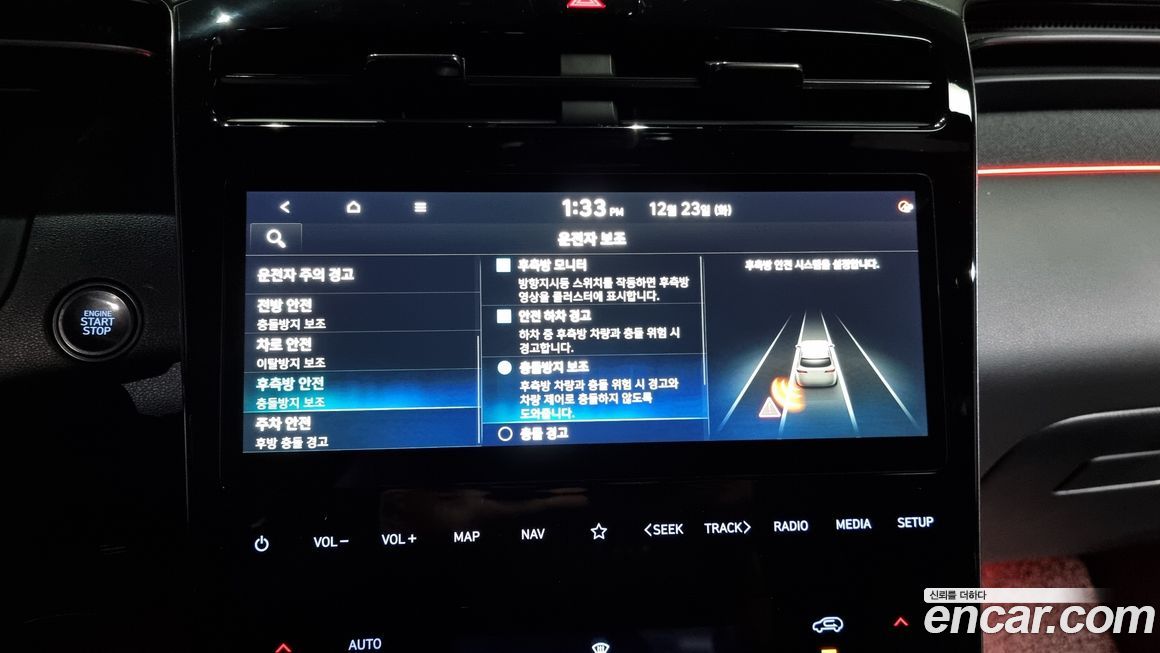 1:33 PM 12월 23일 (화)
운전자 보조
운전자 주의 경고
전방 안전
충돌방지 보조
차로 안전
이탈방지 보조
후측방 안전
충돌방지 보조
주차 안전
후방 충돌 경고
후측방 모니터
방향지시등 스위치를 작동하면 후측방
영상을 클러스터에 표시합니다.
안전 하차 경고
하차 중 후측방 차량과 충돌 위험 시
경고합니다.
충돌방지 보조
후측방 차량과 충돌 위험 시 경고와
차량 제어로 충돌하지 않도록
도와줍니다.
충돌 경고
후측방 안전 시스템을 설정합니다.
ENGINE
START
STOP
VOL− VOL+ MAP NAV <SEEK TRACK> RADIO MEDIA SETUP
AUTO
신뢰를 더하다
encar.com